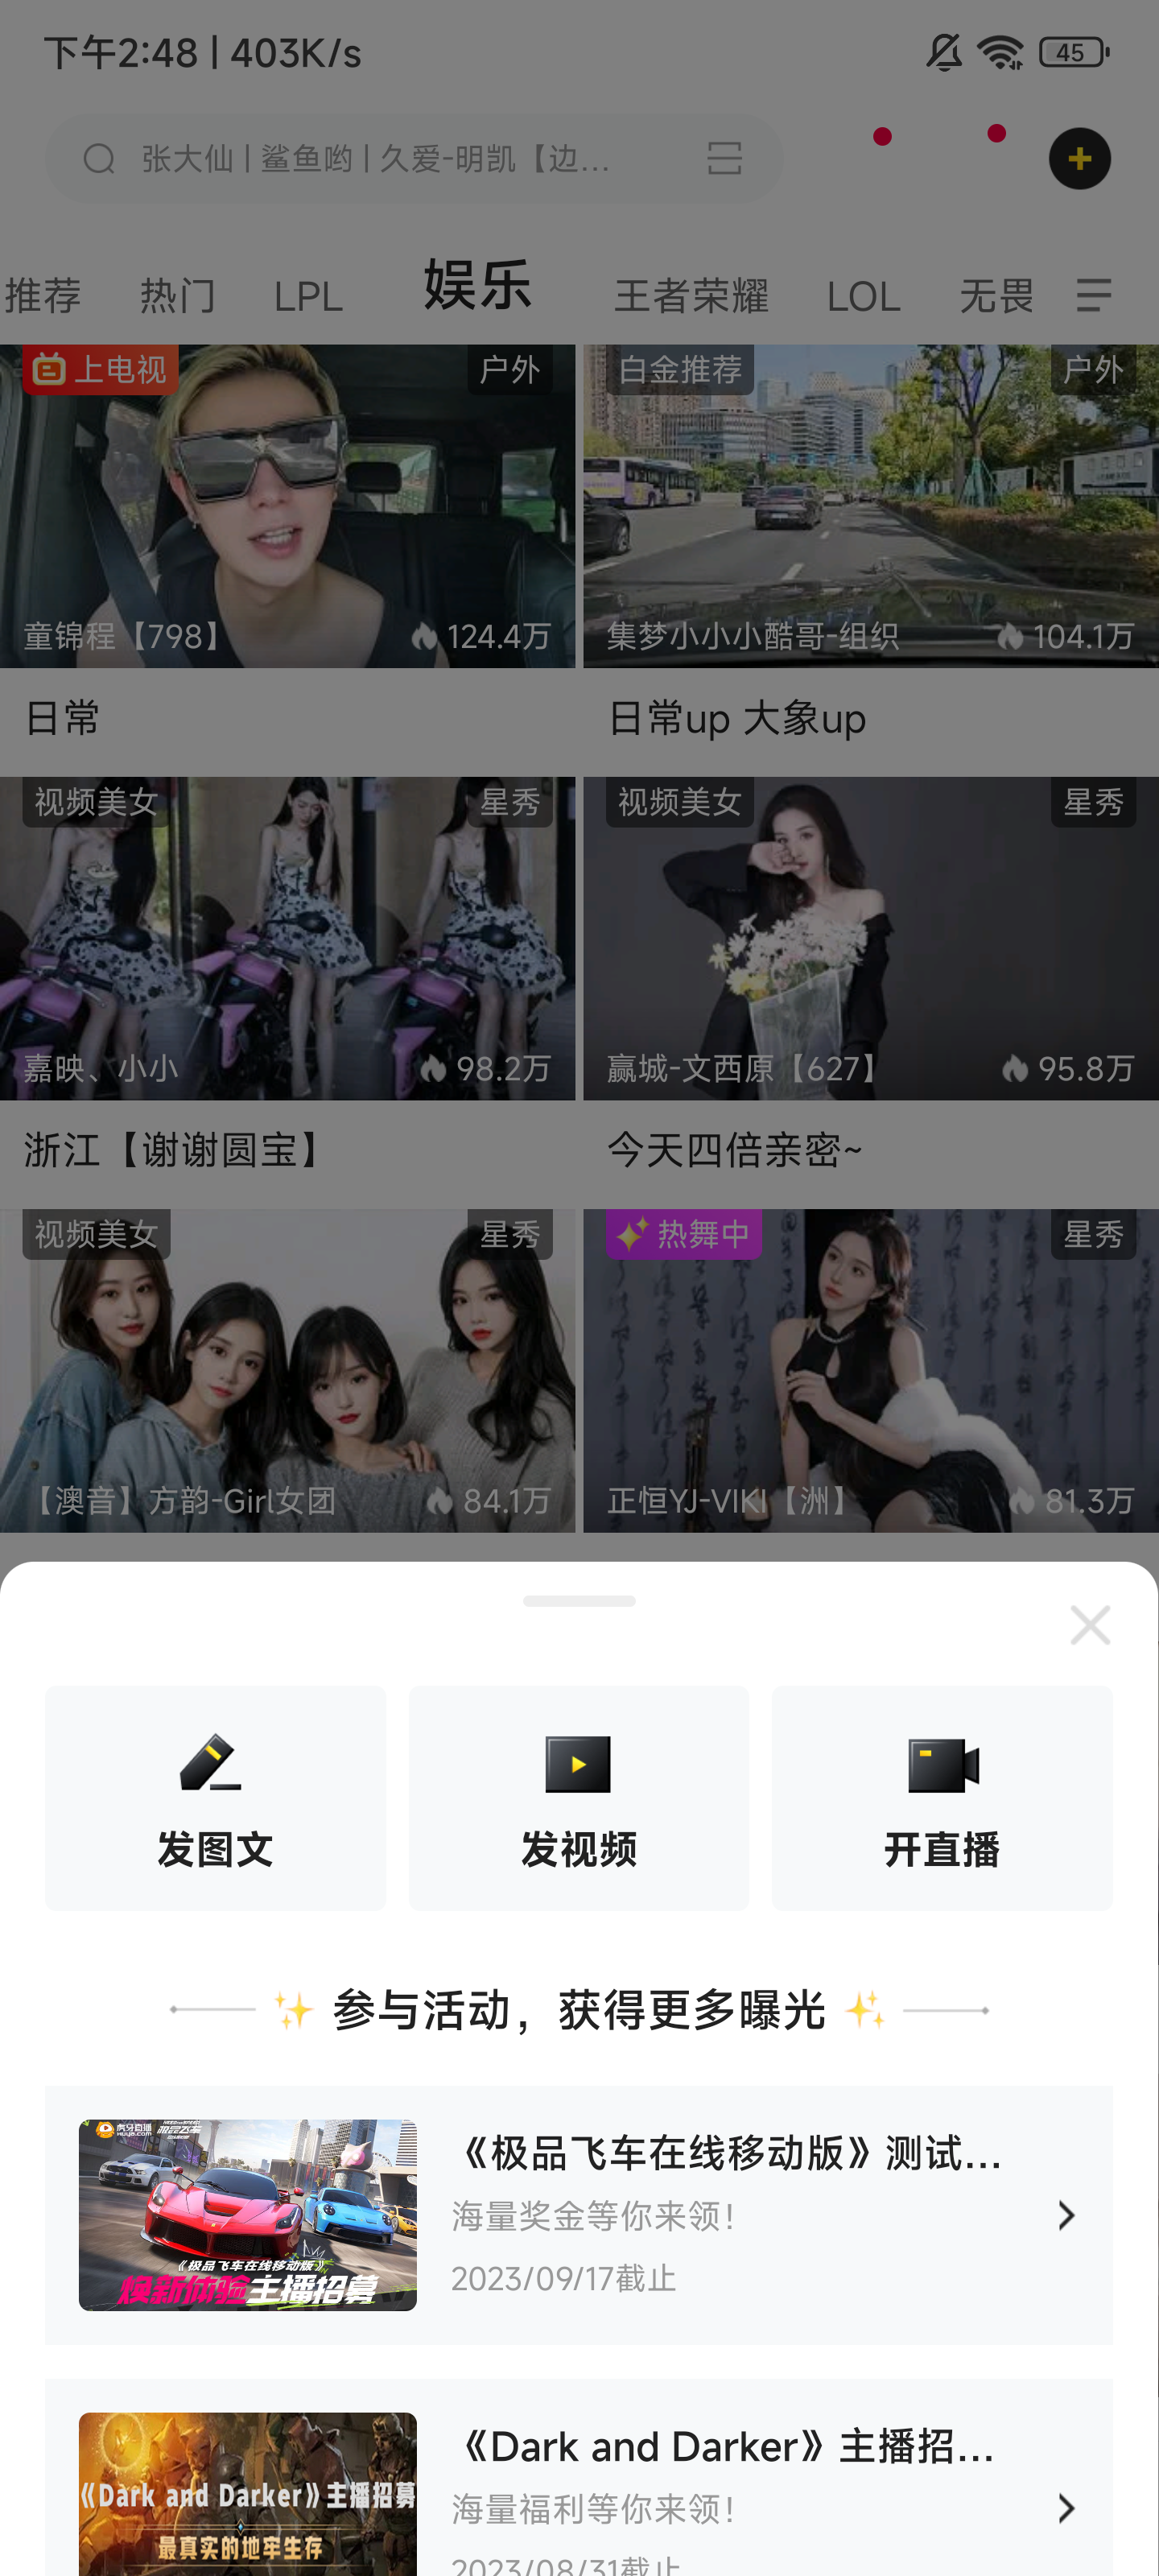 下午2:48 | 403K/s
45
张大仙 | 鲨鱼哟 | 久爱-明凯【边...
推荐 热门 LPL 娱乐 王者荣耀 LOL 无畏
上电视 户外
童锦程【798】 124.4万
日常
白金推荐 户外
集梦小小小酷哥-组织 104.1万
日常up 大象up
视频美女 星秀
嘉映、小小 98.2万
浙江【谢谢圆宝】
视频美女 星秀
赢城-文西原【627】 95.8万
今天四倍亲密~
视频美女 星秀
【澳音】方韵-Girl女团 84.1万
热舞中 星秀
正恒YJ-VIKI【洲】 81.3万
发图文
发视频
开直播
参与活动，获得更多曝光
虎牙直播
huya.com
《极品飞车在线移动版》
焕新体验主播招募
《极品飞车在线移动版》测试...
海量奖金等你来领！
2023/09/17截止
《Dark and Darker》主播招募
最真实的地牢生存
《Dark and Darker》主播招...
海量福利等你来领！
2023/08/31截止